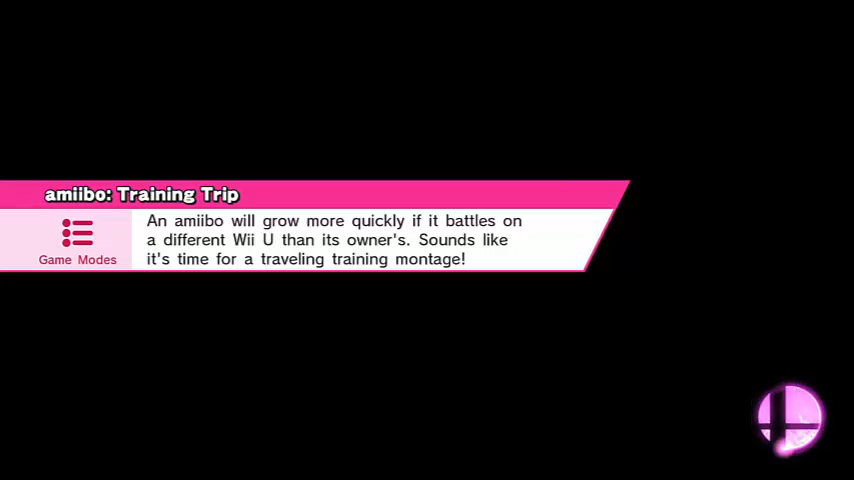 amiibo: Training Trip
Game Modes
An amiibo will grow more quickly if it battles on
a different Wii U than its owner's. Sounds like
it's time for a traveling training montage!